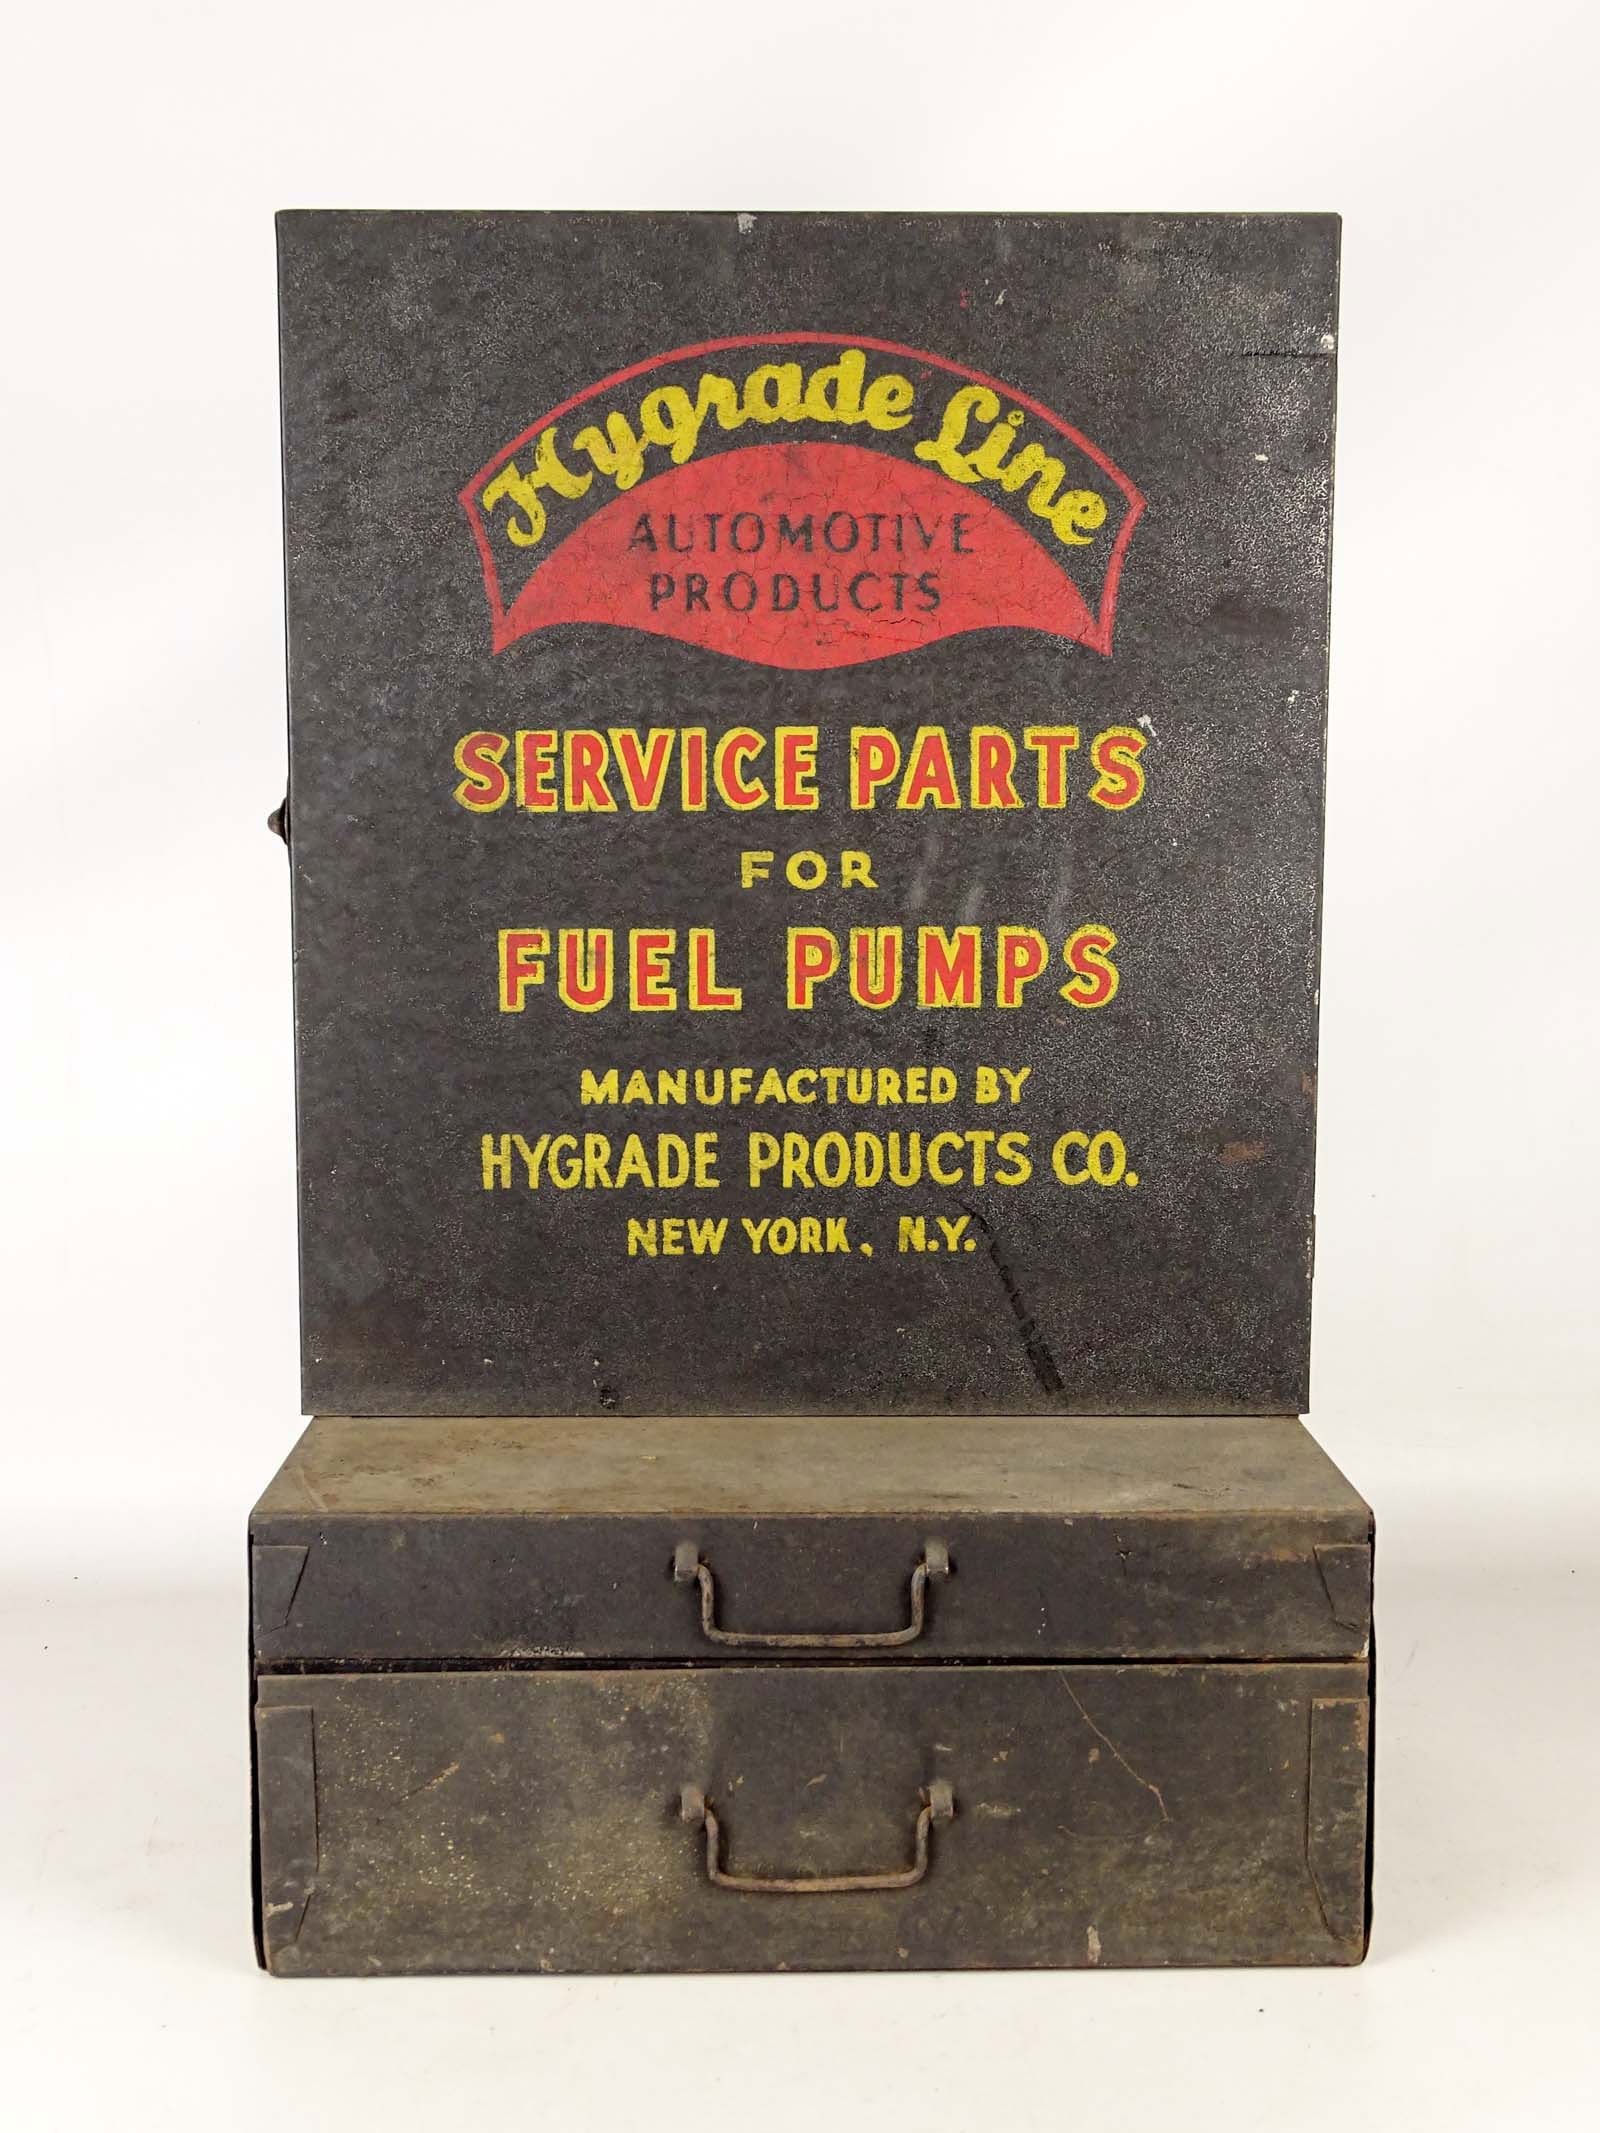 Hygrade Line
AUTOMOTIVE
PRODUCTS
SERVICE PARTS
FOR
FUEL PUMPS
MANUFACTURED BY
HYGRADE PRODUCTS CO.
NEW YORK, N.Y.